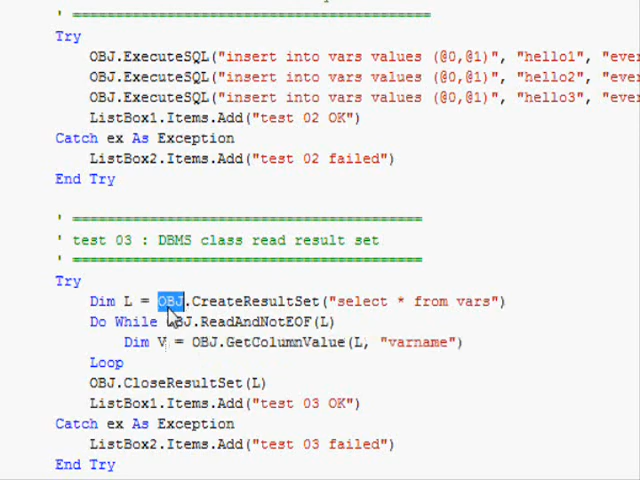 ' ==========================================
Try
OBJ.ExecuteSQL("insert into vars values (@0,@1)", "hello1",
OBJ.ExecuteSQL("insert into vars values (@0,@1)", "hello2",
OBJ.ExecuteSQL("insert into vars values (@0,@1)", "hello3",
ListBox1.Items.Add("test 02 OK")
Catch ex As Exception
ListBox2.Items.Add("test 02 failed")
End Try
' =========================================
' test 03 : DBMS class read result set
' =========================================
Try
Dim L = OBJ.CreateResultSet("select * from vars")
Do While OBJ.ReadAndNotEOF(L)
Dim V = OBJ.GetColumnValue(L, "varname")
Loop
OBJ.CloseResultSet(L)
ListBox1.Items.Add("test 03 OK")
Catch ex As Exception
ListBox2.Items.Add("test 03 failed")
End Try